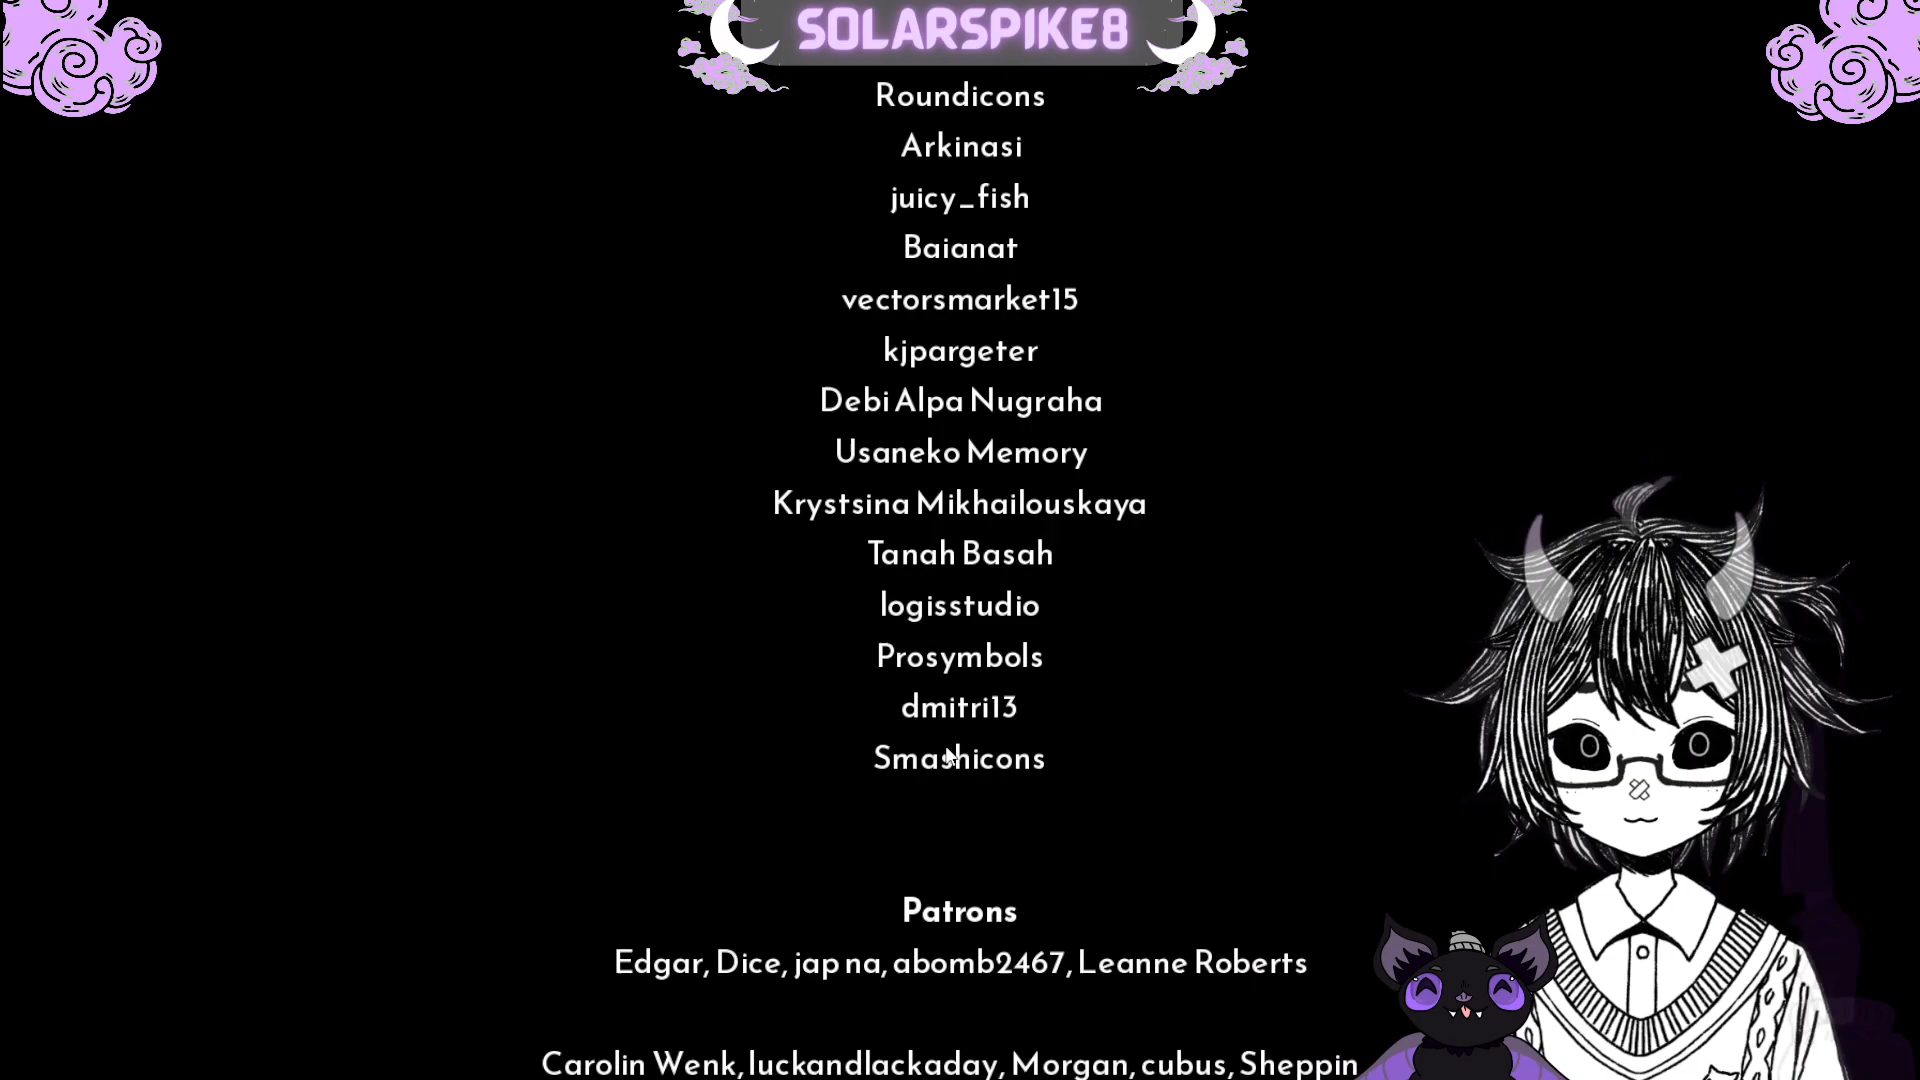 SOLARSPIKE8
Roundicons
Arkinasi
juicy_fish
Baianat
vectorsmarket15
kjpargeter
Debi Alpa Nugraha
Usaneko Memory
Krystsina Mikhailouskaya
Tanah Basah
logisstudio
Prosymbols
dmitri13
Smashicons
Patrons
Edgar, Dice, jap na, abomb2467, Leanne Roberts
Carolin Wenk, luckandlackaday, Morgan, cubus, Sheppin